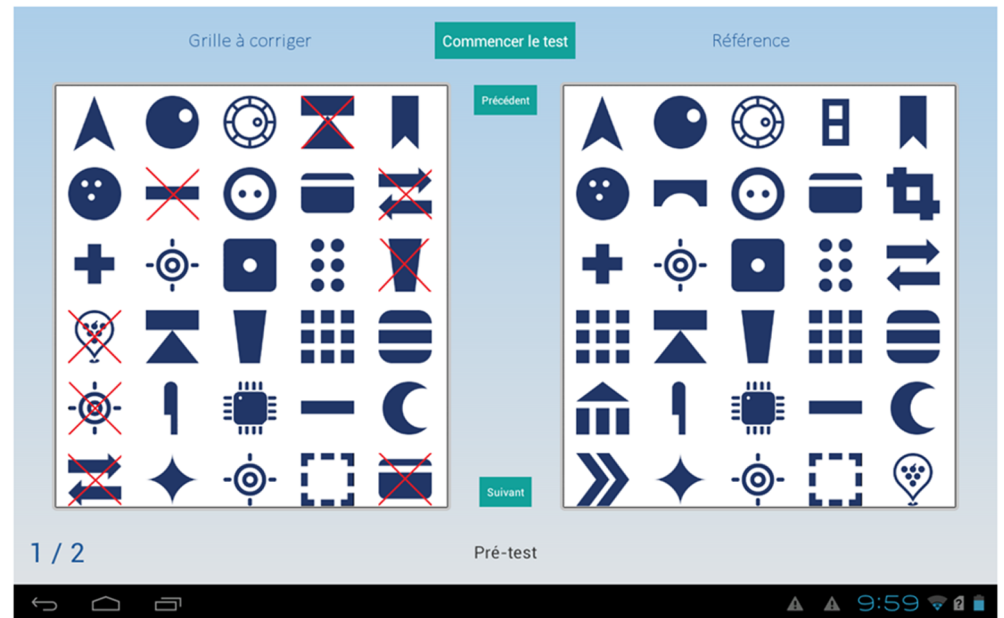 Grille à corriger
Commencer le test
Référence
Précédent
Suivant
1 / 2
Pré-test
9:59